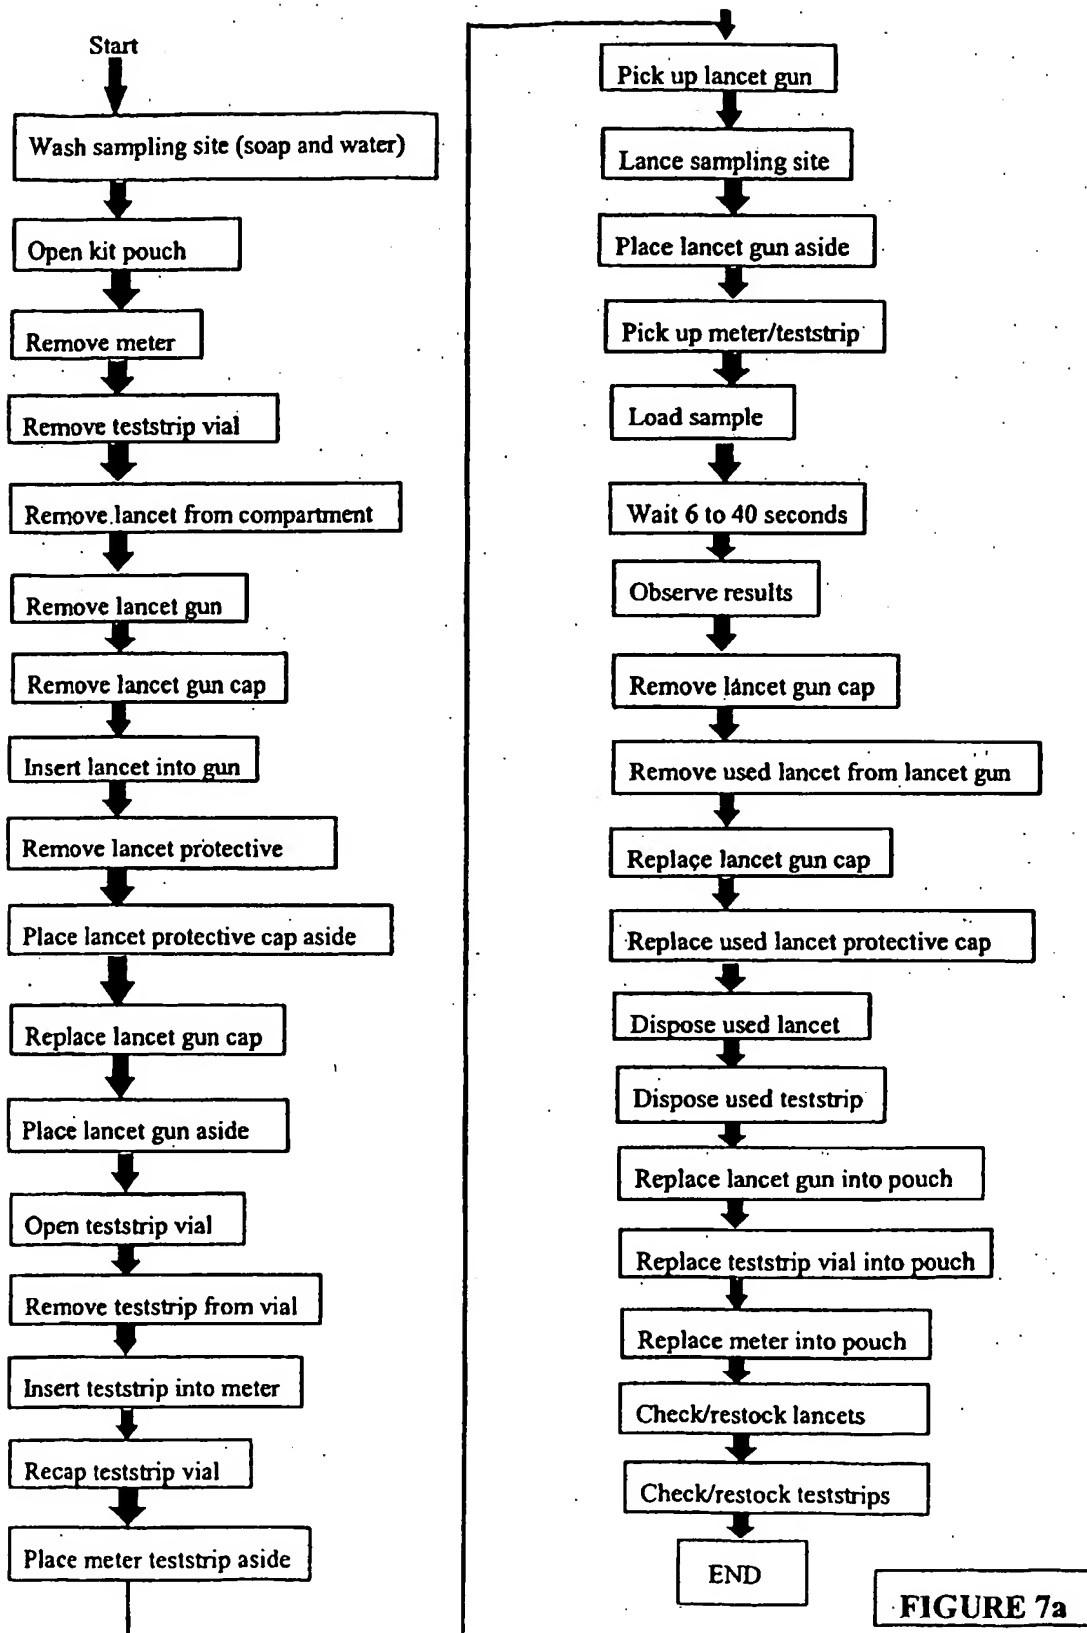 Start
Wash sampling site (soap and water)
Open kit pouch
Remove meter
Remove teststrip vial
Remove lancet from compartment
Remove lancet gun
Remove lancet gun cap
Insert lancet into gun
Remove lancet protective
Place lancet protective cap aside
Replace lancet gun cap
Place lancet gun aside
Open teststrip vial
Remove teststrip from vial
Insert teststrip into meter
Recap teststrip vial
Place meter teststrip aside
Pick up lancet gun
Lance sampling site
Place lancet gun aside
Pick up meter/teststrip
Load sample
Wait 6 to 40 seconds
Observe results
Remove lancet gun cap
Remove used lancet from lancet gun
Replace lancet gun cap
Replace used lancet protective cap
Dispose used lancet
Dispose used teststrip
Replace lancet gun into pouch
Replace teststrip vial into pouch
Replace meter into pouch
Check/restock lancets
Check/restock teststrips
END
FIGURE 7a